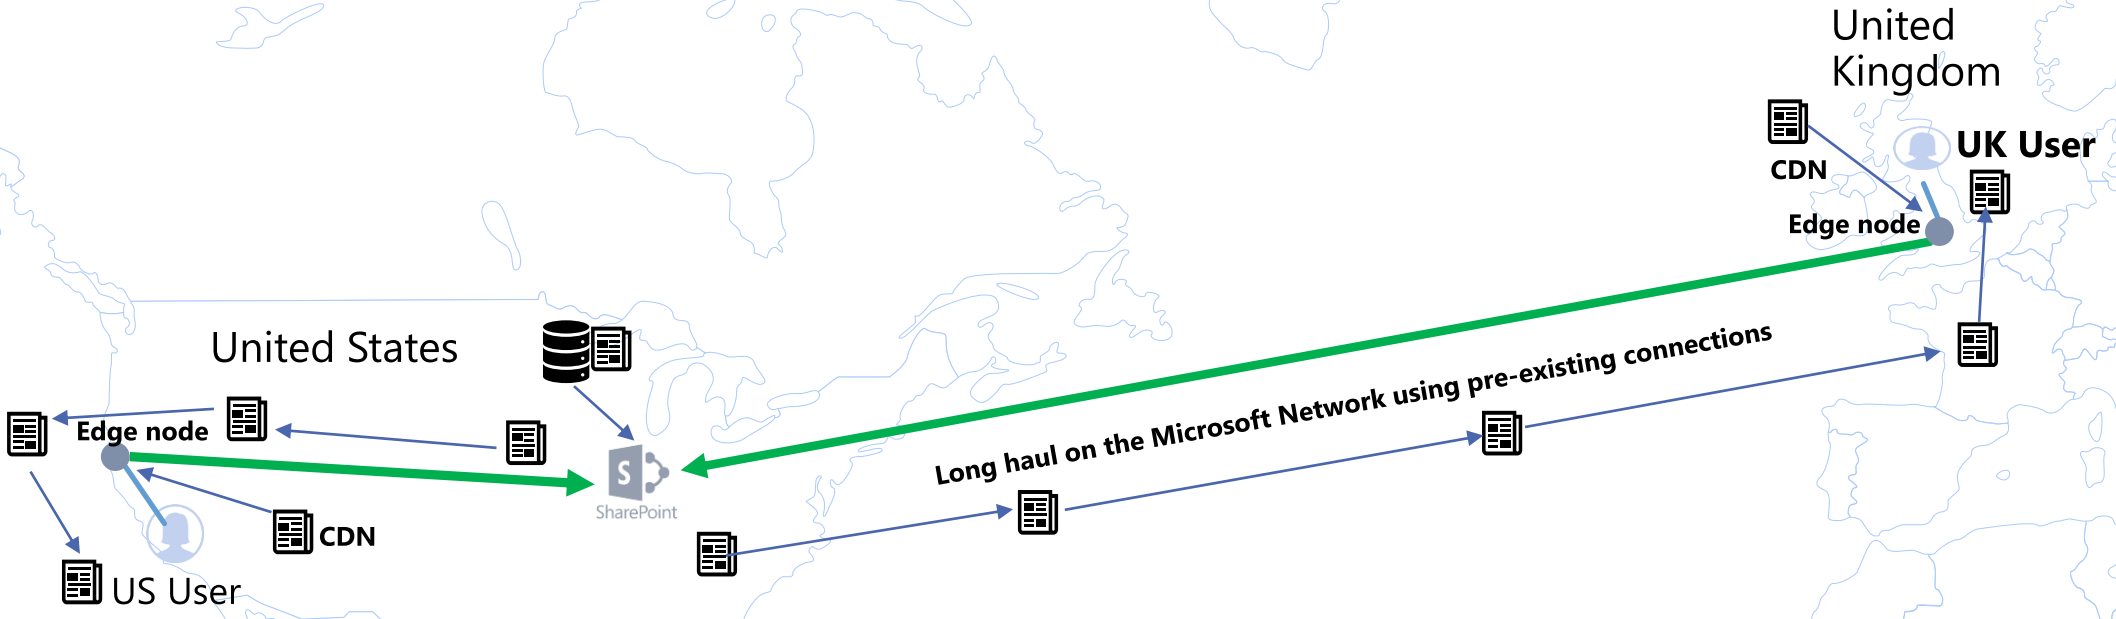 United
Kingdom
UK User
CDN
Edge node
United States
Long haul on the Microsoft Network using pre-existing connections
Edge node
S
SharePoint
CDN
US User